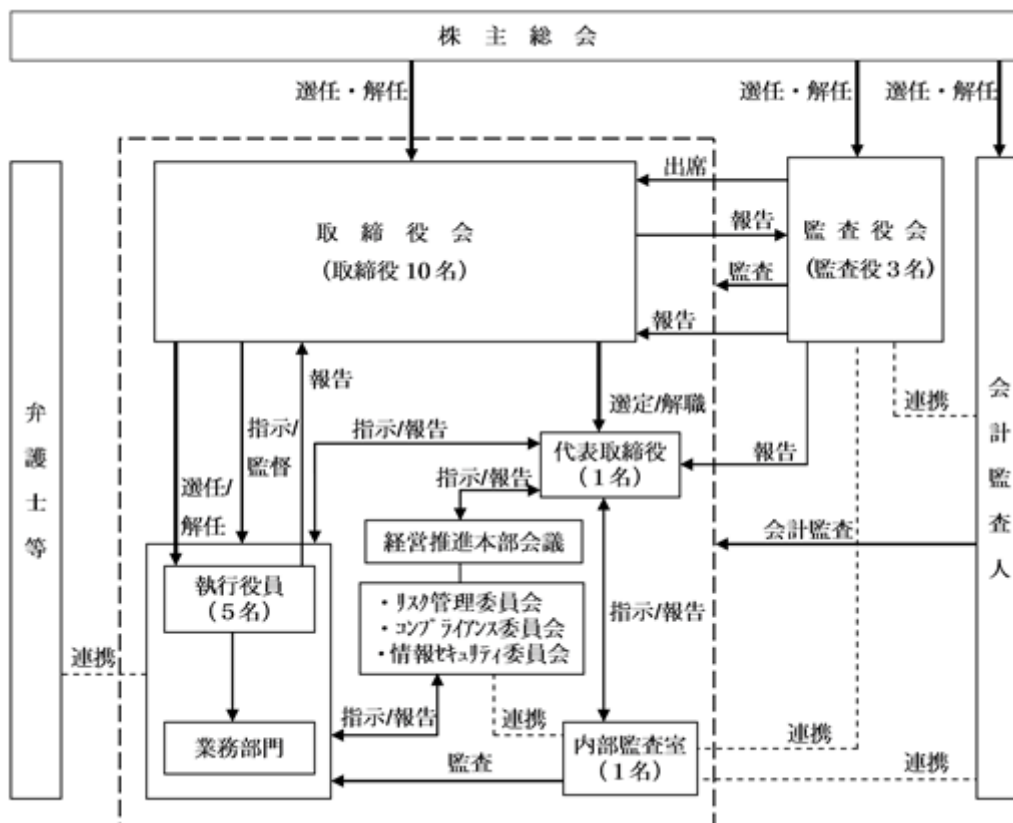 株主総会
選任・解任
選任・解任
選任・解任
出席
取締役会
(取締役10名)
報告
監査役会
(監査役3名)
監査
報告
報告
選定/解職
連携
会計監査人
弁護士等
指示/
監督
指示/報告
代表取締役
(1名)
報告
選任/
解任
指示/報告
経営推進本部会議
会計監査
執行役員
(5名)
・リスク管理委員会
・コンプライアンス委員会
・情報セキュリティ委員会
指示/報告
連携
指示/報告
連携
連携
業務部門
内部監査室
(1名)
監査
連携